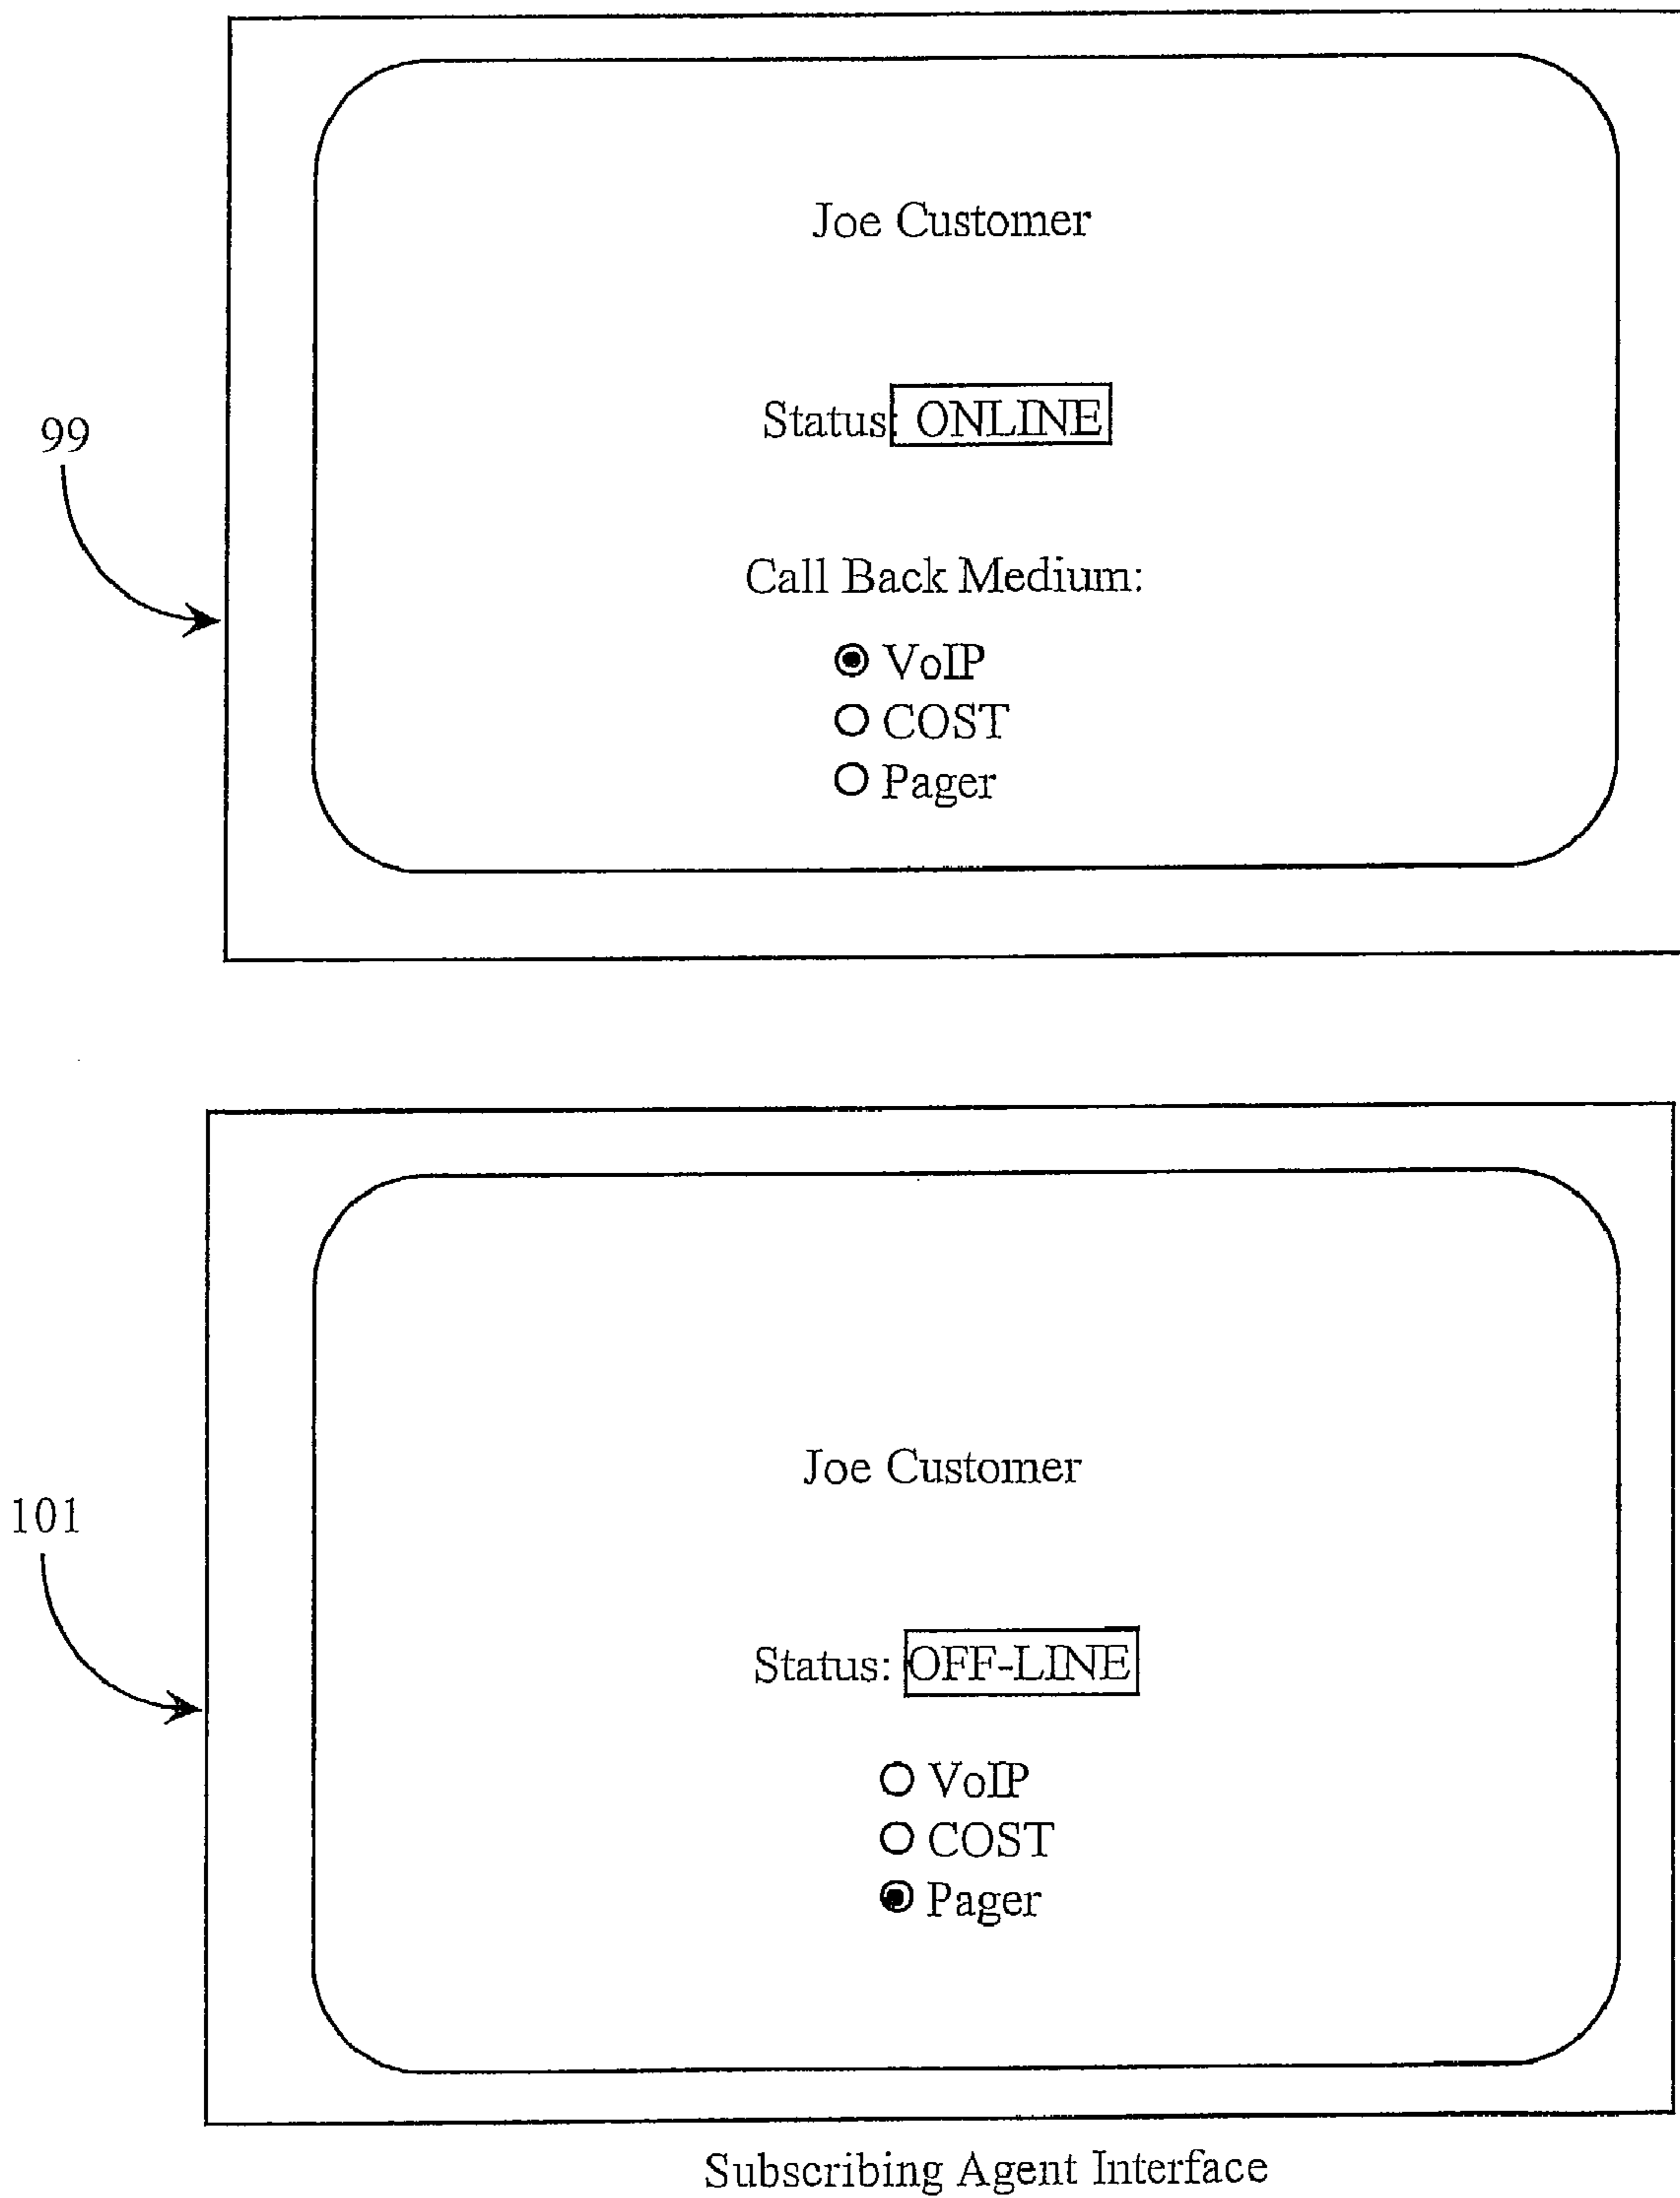 Joe Customer
Status: ONLINE
99
Call Back Medium:
VoIP
COST
Pager
Joe Customer
101
Status: OFF-LINE
VoIP
COST
Pager
Subscribing Agent Interface